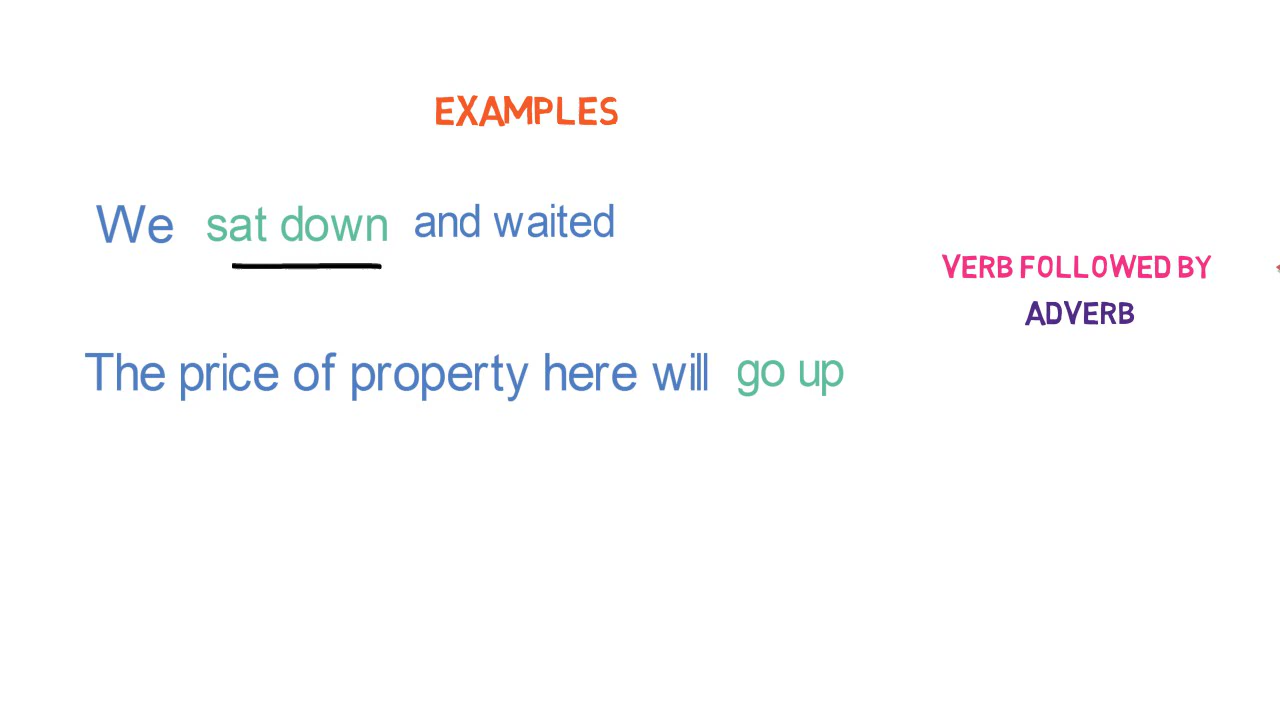 EXAMPLES
We sat down and waited
VERB FOLLOWED BY
ADVERB
The price of property here will go up